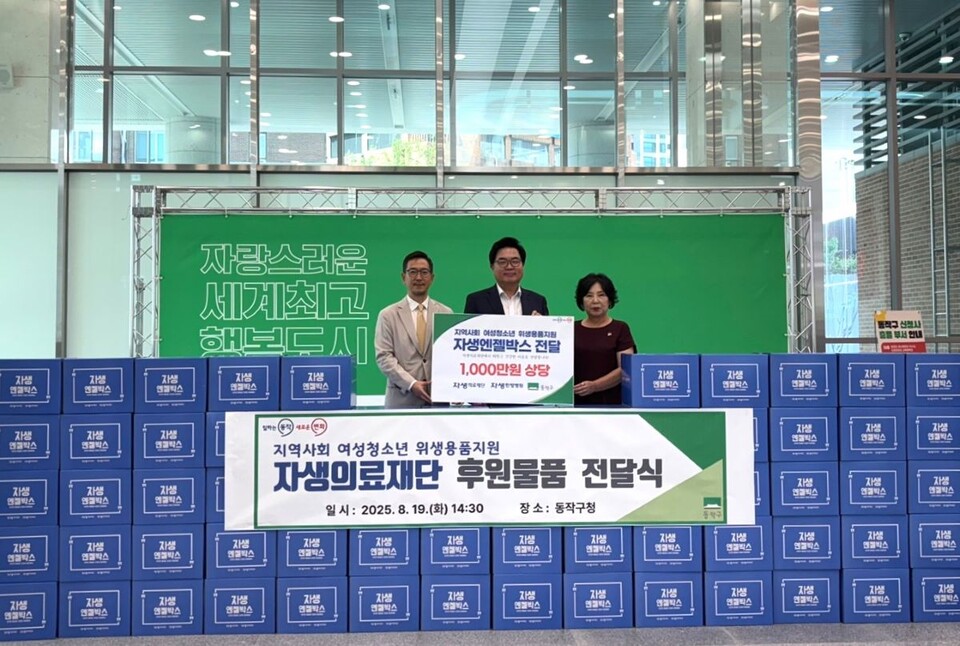 자랑스러운
세계최고
행복도시
지역사회 여성청소년 위생용품지원
자생엔젤박스 전달
1,000만원 상당
자생의료재단 자생한방병원 동작구
동작구 신체사
일하는 동작 새로운 변화
지역사회 여성청소년 위생용품지원
자생의료재단 후원물품 전달식
일시 : 2025. 8. 19.(화) 14:30 장소 : 동작구청
동작구
자생
엔젤박스